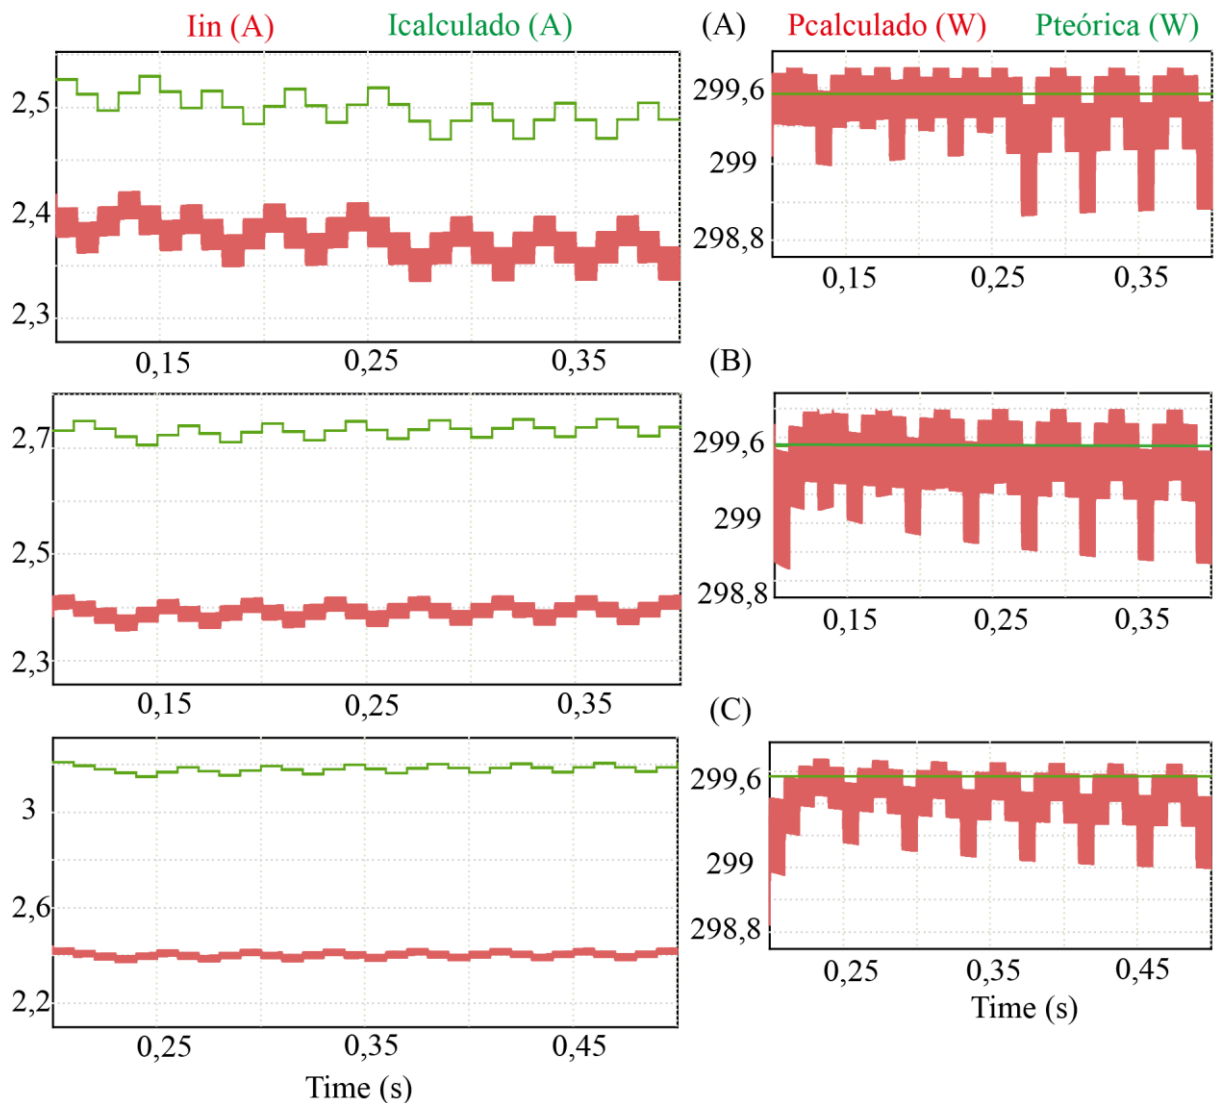 Iin (A) Icalculado (A) (A) Pcalculado (W) Pteórica (W)
2,5
2,4
2,3
0,15 0,25 0,35
299,6
299
298,8
0,15 0,25 0,35
(B)
2,7
2,5
2,3
0,15 0,25 0,35
299,6
299
298,8
0,15 0,25 0,35
(C)
3
2,6
2,2
0,25 0,35 0,45
Time (s)
299,6
299
298,8
0,25 0,35 0,45
Time (s)